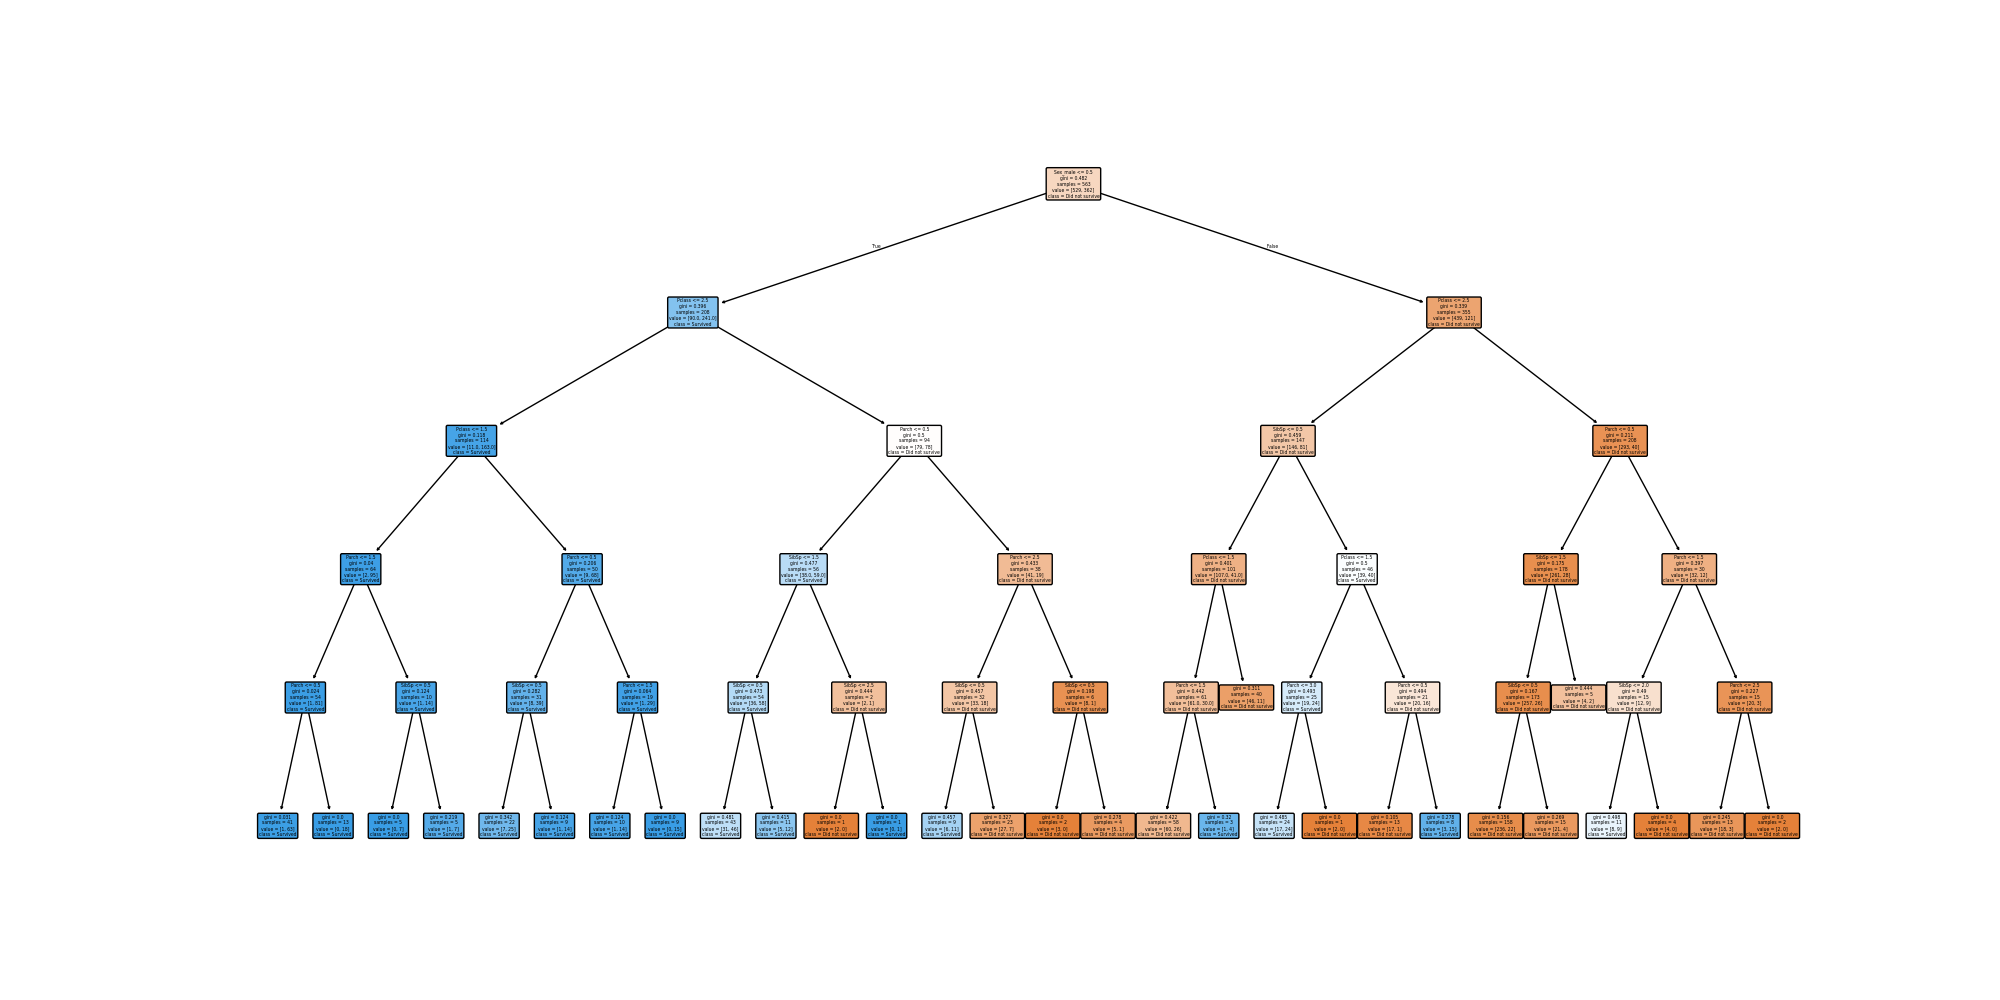 Sex_male <= 0.5
gini = 0.482
samples = 563
value = [529, 362]
class = Did not survive
True
False
Pclass <= 2.5
gini = 0.396
samples = 208
value = [90.0, 241.0]
class = Survived
Pclass <= 2.5
gini = 0.339
samples = 355
value = [439, 121]
class = Did not survive
Pclass <= 1.5
gini = 0.118
samples = 114
value = [11.0, 163.0]
class = Survived
Parch <= 0.5
gini = 0.5
samples = 94
value = [79, 78]
class = Did not survive
SibSp <= 0.5
gini = 0.459
samples = 147
value = [146, 81]
class = Did not survive
Parch <= 0.5
gini = 0.211
samples = 208
value = [293, 40]
class = Did not survive
Parch <= 1.5
gini = 0.04
samples = 64
value = [2, 95]
class = Survived
Parch <= 0.5
gini = 0.206
samples = 50
value = [9, 68]
class = Survived
SibSp <= 1.5
gini = 0.477
samples = 56
value = [38.0, 59.0]
class = Survived
Parch <= 2.5
gini = 0.433
samples = 38
value = [41, 19]
class = Did not survive
Pclass <= 1.5
gini = 0.401
samples = 101
value = [107.0, 41.0]
class = Did not survive
Pclass <= 1.5
gini = 0.5
samples = 46
value = [39, 40]
class = Survived
SibSp <= 1.5
gini = 0.175
samples = 178
value = [261, 28]
class = Did not survive
Parch <= 1.5
gini = 0.397
samples = 30
value = [32, 12]
class = Did not survive
Parch <= 0.5
gini = 0.024
samples = 54
value = [1, 81]
class = Survived
SibSp <= 0.5
gini = 0.124
samples = 10
value = [1, 14]
class = Survived
SibSp <= 0.5
gini = 0.282
samples = 31
value = [8, 39]
class = Survived
Parch <= 1.5
gini = 0.064
samples = 19
value = [1, 29]
class = Survived
SibSp <= 0.5
gini = 0.473
samples = 54
value = [36, 58]
class = Survived
SibSp <= 2.5
gini = 0.444
samples = 2
value = [2, 1]
class = Did not survive
SibSp <= 0.5
gini = 0.457
samples = 32
value = [33, 18]
class = Did not survive
SibSp <= 0.5
gini = 0.198
samples = 6
value = [8, 1]
class = Did not survive
Parch <= 1.5
gini = 0.442
samples = 61
value = [61.0, 30.0]
class = Did not survive
gini = 0.311
samples = 40
value = [46, 11]
class = Did not survive
Parch <= 3.0
gini = 0.493
samples = 25
value = [19, 24]
class = Survived
Parch <= 0.5
gini = 0.494
samples = 21
value = [20, 16]
class = Did not survive
SibSp <= 0.5
gini = 0.167
samples = 173
value = [257, 26]
class = Did not survive
gini = 0.444
samples = 5
value = [4, 2]
class = Did not survive
SibSp <= 2.0
gini = 0.49
samples = 15
value = [12, 9]
class = Did not survive
Parch <= 2.5
gini = 0.227
samples = 15
value = [20, 3]
class = Did not survive
gini = 0.031
samples = 41
value = [1, 63]
class = Survived
gini = 0.0
samples = 13
value = [0, 18]
class = Survived
gini = 0.0
samples = 5
value = [0, 7]
class = Survived
gini = 0.219
samples = 5
value = [1, 7]
class = Survived
gini = 0.342
samples = 22
value = [7, 25]
class = Survived
gini = 0.124
samples = 9
value = [1, 14]
class = Survived
gini = 0.124
samples = 10
value = [1, 14]
class = Survived
gini = 0.0
samples = 9
value = [0, 15]
class = Survived
gini = 0.481
samples = 43
value = [31, 46]
class = Survived
gini = 0.415
samples = 11
value = [5, 12]
class = Survived
gini = 0.0
samples = 1
value = [2, 0]
class = Did not survive
gini = 0.0
samples = 1
value = [0, 1]
class = Survived
gini = 0.457
samples = 9
value = [6, 11]
class = Survived
gini = 0.327
samples = 23
value = [27, 7]
class = Did not survive
gini = 0.0
samples = 2
value = [3, 0]
class = Did not survive
gini = 0.278
samples = 4
value = [5, 1]
class = Did not survive
gini = 0.422
samples = 58
value = [60, 26]
class = Did not survive
gini = 0.32
samples = 3
value = [1, 4]
class = Survived
gini = 0.485
samples = 24
value = [17, 24]
class = Survived
gini = 0.0
samples = 1
value = [2, 0]
class = Did not survive
gini = 0.105
samples = 13
value = [17, 1]
class = Did not survive
gini = 0.278
samples = 8
value = [3, 15]
class = Survived
gini = 0.156
samples = 158
value = [236, 22]
class = Did not survive
gini = 0.269
samples = 15
value = [21, 4]
class = Did not survive
gini = 0.498
samples = 11
value = [8, 9]
class = Survived
gini = 0.0
samples = 4
value = [4, 0]
class = Did not survive
gini = 0.245
samples = 13
value = [18, 3]
class = Did not survive
gini = 0.0
samples = 2
value = [2, 0]
class = Did not survive